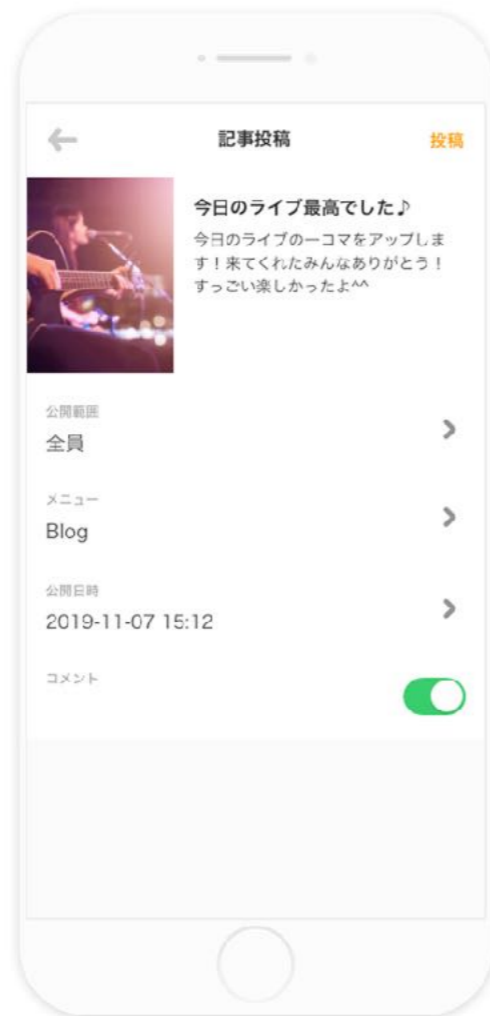 記事投稿
投稿
今日のライブ最高でした♪
今日のライブの一コマをアップしま
す！来てくれたみんなありがとう！
すっごい楽しかったよ^^
公開範囲
全員
メニュー
Blog
公開日時
2019-11-07 15:12
コメント